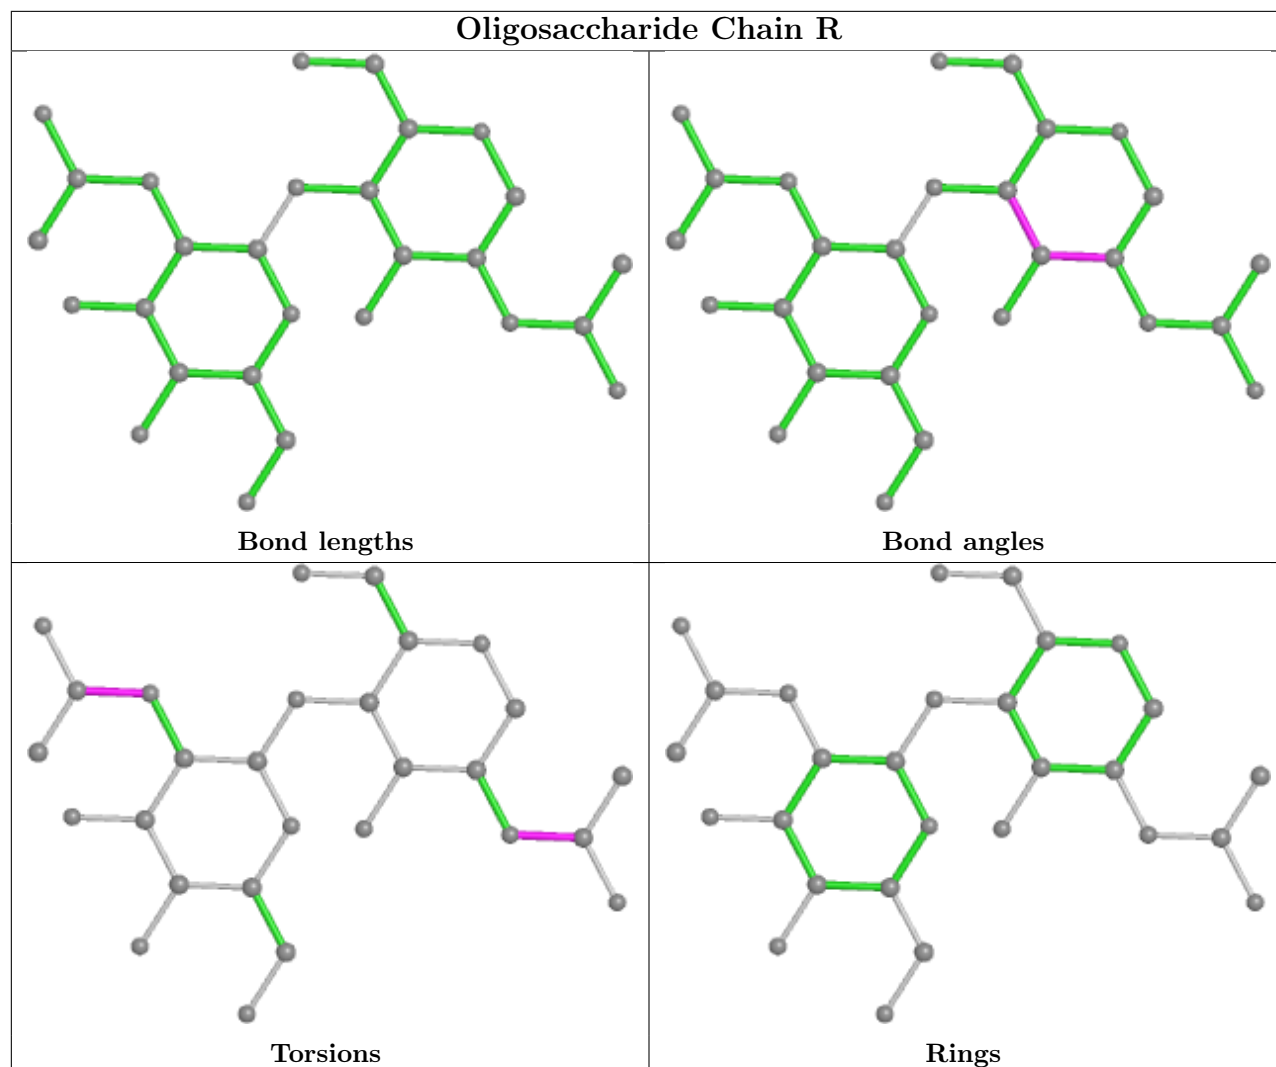 Oligosaccharide Chain R
Bond lengths
Bond angles
Torsions
Rings